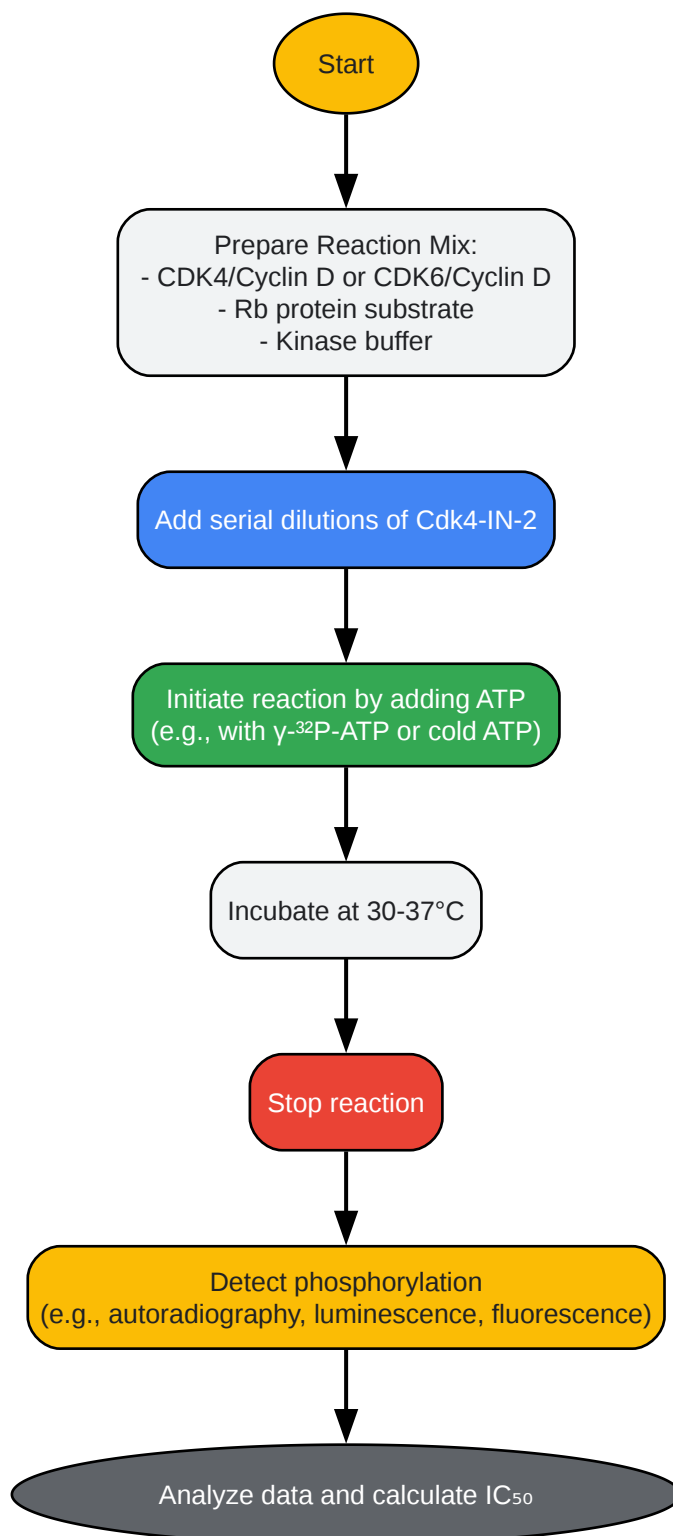 Start
Prepare Reaction Mix:
- CDK4/Cyclin D or CDK6/Cyclin D
- Rb protein substrate
- Kinase buffer
Add serial dilutions of Cdk4-IN-2
Initiate reaction by adding ATP
(e.g., with γ-³²P-ATP or cold ATP)
Incubate at 30-37°C
Stop reaction
Detect phosphorylation
(e.g., autoradiography, luminescence, fluorescence)
Analyze data and calculate IC₅₀